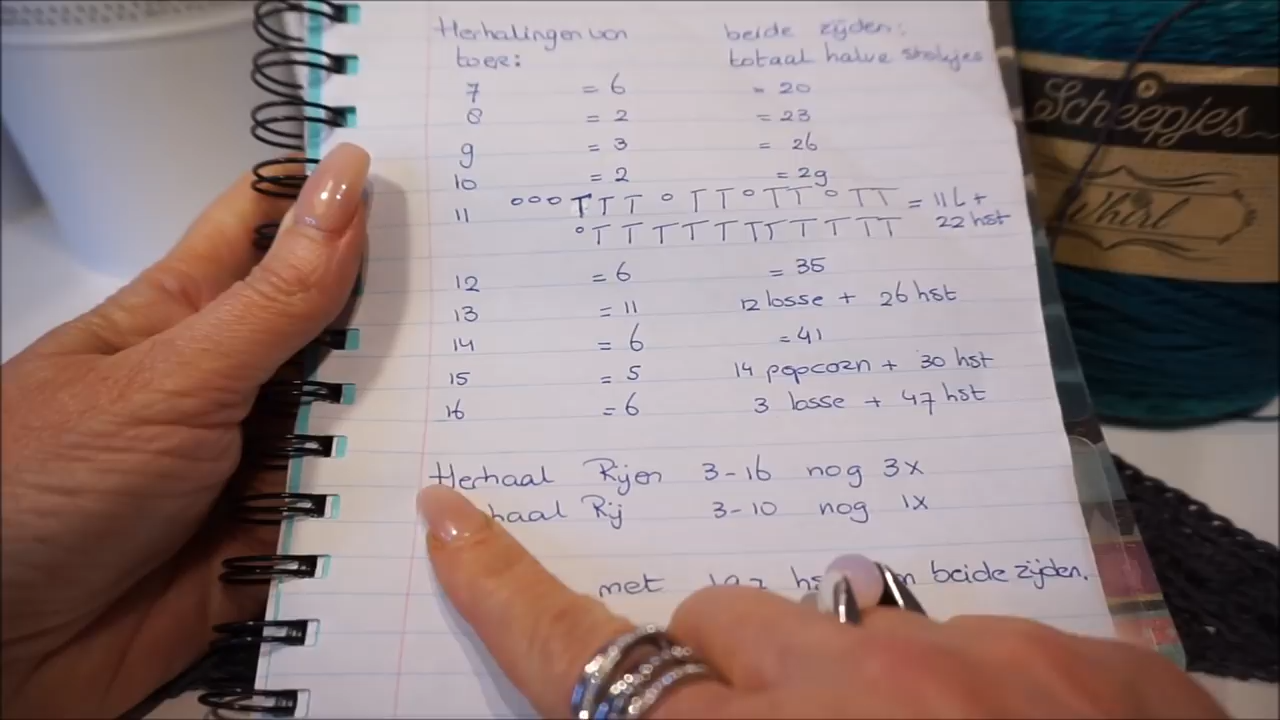 Herhalingen van beide zijden:
toer: totaal halve stokjes
7 = 6 = 20
8 = 2 = 23
9 = 3 = 26
10 = 2 = 29
11 °°° T T T ° T T ° T T ° T T = 11 L +
° T T T T T T T T T T T 22 hst
12 = 6 = 35
13 = 11 12 losse + 26 hst
14 = 6 = 41
15 = 5 14 popcorn + 30 hst
16 = 6 3 losse + 47 hst
Herhaal Rijen 3-16 nog 3x
haal Rij 3-10 nog 1x
met beide zijden.
Scheepjes
Whirl